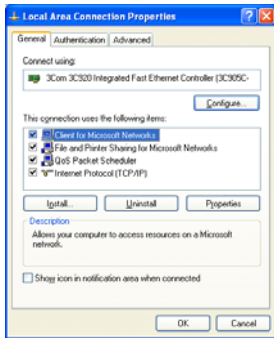 Local Area Connection Properties
General Authentication Advanced
Connect using:
3Com 3C920 Integrated Fast Ethernet Controller (3C905C-
Configure...
This connection uses the following items:
Client for Microsoft Networks
File and Printer Sharing for Microsoft Networks
QoS Packet Scheduler
Internet Protocol (TCP/IP)
Install... Uninstall Properties
Description
Allows your computer to access resources on a Microsoft
network.
Show icon in notification area when connected
OK Cancel